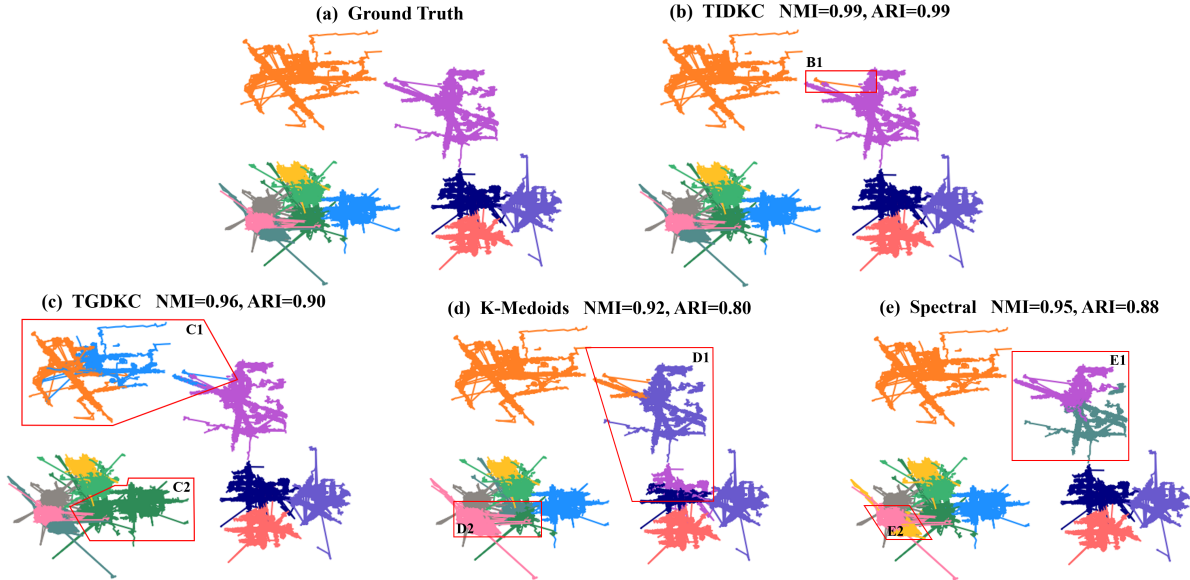 (a) Ground Truth
(b) TIDKC NMI=0.99, ARI=0.99
B1
(c) TGDKC NMI=0.96, ARI=0.90
C1
C2
(d) K-Medoids NMI=0.92, ARI=0.80
D1
D2
(e) Spectral NMI=0.95, ARI=0.88
E1
E2